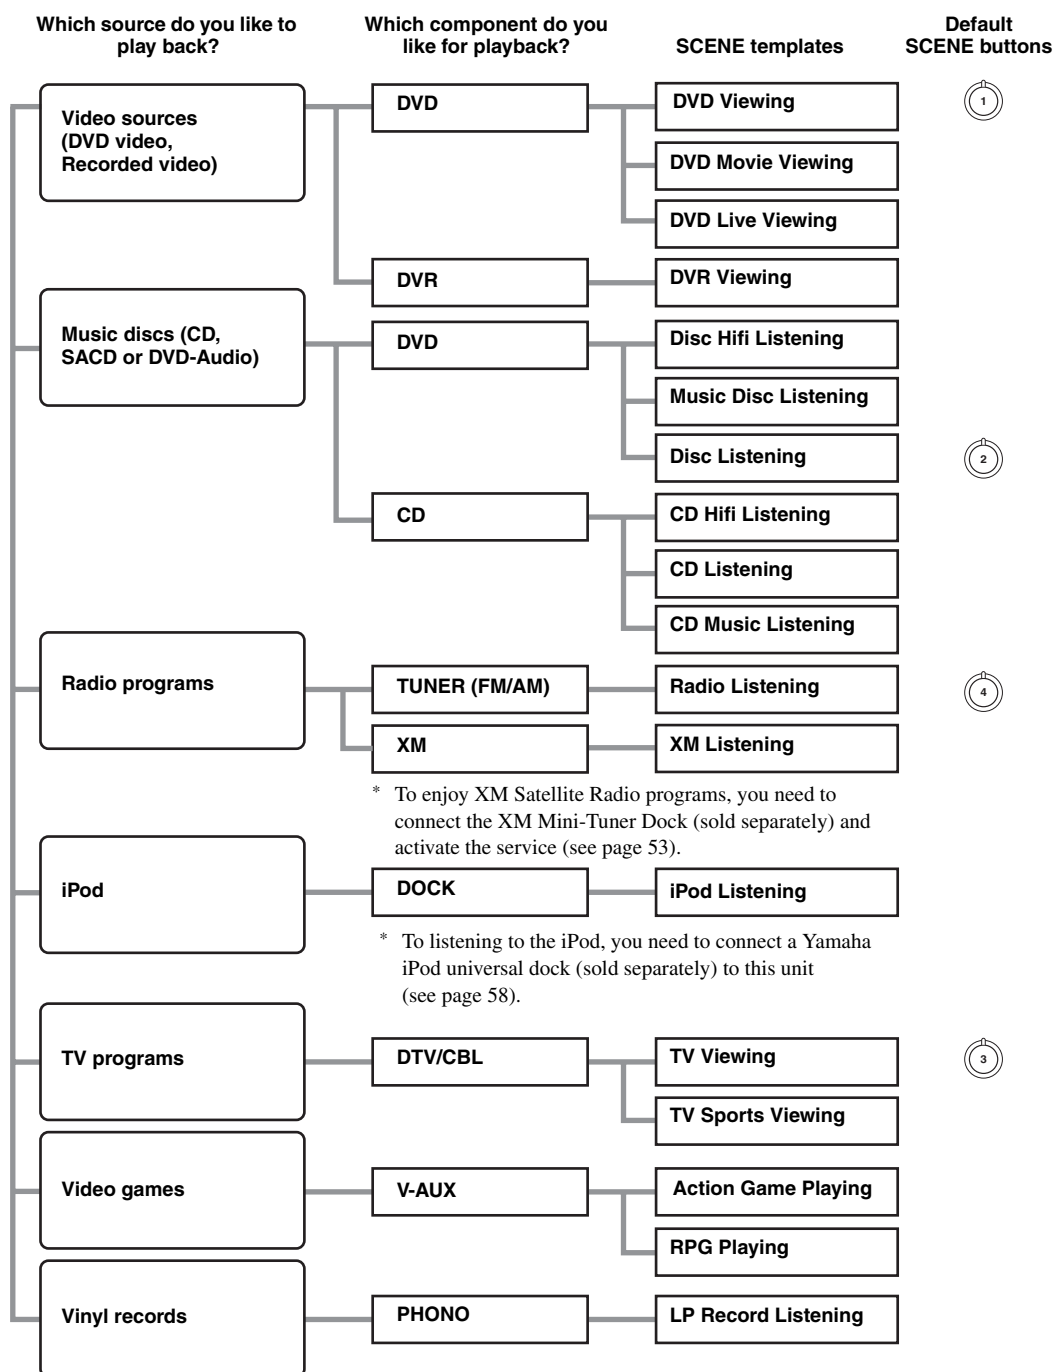 Which source do you like to
play back?
Which component do you
like for playback?
SCENE templates
Default
SCENE buttons
Video sources
(DVD video,
Recorded video)
DVD
DVD Viewing
1
DVD Movie Viewing
DVD Live Viewing
DVR
DVR Viewing
Music discs (CD,
SACD or DVD-Audio)
DVD
Disc Hifi Listening
Music Disc Listening
Disc Listening
2
CD
CD Hifi Listening
CD Listening
CD Music Listening
Radio programs
TUNER (FM/AM)
Radio Listening
4
XM
XM Listening
* To enjoy XM Satellite Radio programs, you need to
connect the XM Mini-Tuner Dock (sold separately) and
activate the service (see page 53).
iPod
DOCK
iPod Listening
* To listening to the iPod, you need to connect a Yamaha
iPod universal dock (sold separately) to this unit
(see page 58).
TV programs
DTV/CBL
TV Viewing
3
TV Sports Viewing
Video games
V-AUX
Action Game Playing
RPG Playing
Vinyl records
PHONO
LP Record Listening